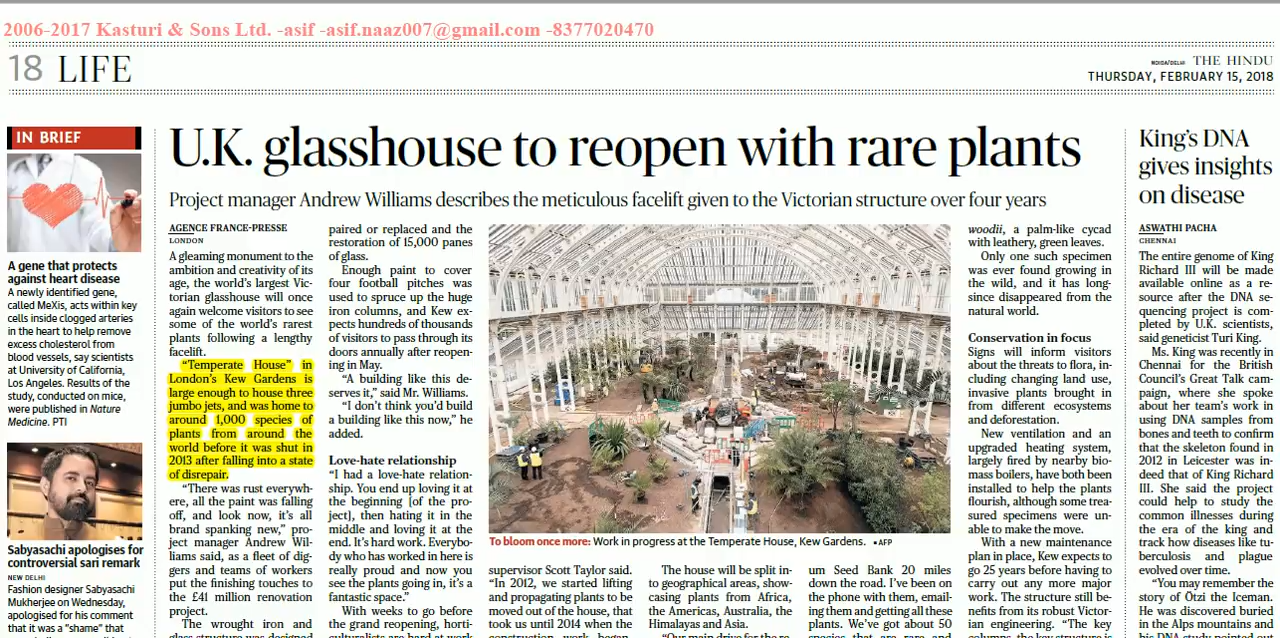 2006-2017 Kasturi & Sons Ltd. -asif -asif.naaz007@gmail.com -8377020470
18 LIFE
NOIDA/DELHI THE HINDU
THURSDAY, FEBRUARY 15, 2018
IN BRIEF
A gene that protects
against heart disease
A newly identified gene,
called MeXis, acts within key
cells inside clogged arteries
in the heart to help remove
excess cholesterol from
blood vessels, say scientists
at University of California,
Los Angeles. Results of the
study, conducted on mice,
were published in Nature
Medicine. PTI
Sabyasachi apologises for
controversial sari remark
NEW DELHI
Fashion designer Sabyasachi
Mukherjee on Wednesday,
apologised for his comment
that it was a “shame” that
U.K. glasshouse to reopen with rare plants
Project manager Andrew Williams describes the meticulous facelift given to the Victorian structure over four years
AGENCE FRANCE-PRESSE
LONDON
A gleaming monument to the
ambition and creativity of its
age, the world's largest Vic-
torian glasshouse will once
again welcome visitors to see
some of the world's rarest
plants following a lengthy
facelift.
“Temperate House” in
London's Kew Gardens is
large enough to house three
jumbo jets, and was home to
around 1,000 species of
plants from around the
world before it was shut in
2013 after falling into a state
of disrepair.
“There was rust everywh-
ere, all the paint was falling
off, and look now, it's all
brand spanking new,” pro-
ject manager Andrew Wil-
liams said, as a fleet of dig-
gers and teams of workers
put the finishing touches to
the £41 million renovation
project.
The wrought iron and
glass structure was designed
paired or replaced and the
restoration of 15,000 panes
of glass.
Enough paint to cover
four football pitches was
used to spruce up the huge
iron columns, and Kew ex-
pects hundreds of thousands
of visitors to pass through its
doors annually after reopen-
ing in May.
“A building like this de-
serves it,” said Mr. Williams.
“I don't think you'd build
a building like this now,” he
added.
Love-hate relationship
“I had a love-hate relation-
ship. You end up loving it at
the beginning [of the pro-
ject], then hating it in the
middle and loving it at the
end. It's hard work. Everybo-
dy who has worked in here is
really proud and now you
see the plants going in, it's a
fantastic space.”
With weeks to go before
the grand reopening, horti-
culturalists are hard at work
To bloom once more: Work in progress at the Temperate House, Kew Gardens. ▪AFP
supervisor Scott Taylor said.
“In 2012, we started lifting
and propagating plants to be
moved out of the house, that
took us until 2014 when the
construction work began.
The house will be split in-
to geographical areas, show-
casing plants from Africa,
the Americas, Australia, the
Himalayas and Asia.
“Our main drive for the re-
um Seed Bank 20 miles
down the road. I've been on
the phone with them, email-
ing them and getting all these
plants. We've got about 50
species that are rare and
woodii, a palm-like cycad
with leathery, green leaves.
Only one such specimen
was ever found growing in
the wild, and it has long-
since disappeared from the
natural world.
Conservation in focus
Signs will inform visitors
about the threats to flora, in-
cluding changing land use,
invasive plants brought in
from different ecosystems
and deforestation.
New ventilation and an
upgraded heating system,
largely fired by nearby bio-
mass boilers, have both been
installed to help the plants
flourish, although some trea-
sured specimens were un-
able to make the move.
With a new maintenance
plan in place, Kew expects to
go 25 years before having to
carry out any more major
work. The structure still be-
nefits from its robust Victor-
ian engineering. “The key
columns, the key structure is
King's DNA
gives insights
on disease
ASWATHI PACHA
CHENNAI
The entire genome of King
Richard III will be made
available online as a re-
source after the DNA se-
quencing project is com-
pleted by U.K. scientists,
said geneticist Turi King.
Ms. King was recently in
Chennai for the British
Council's Great Talk cam-
paign, where she spoke
about her team's work in
using DNA samples from
bones and teeth to confirm
that the skeleton found in
2012 in Leicester was in-
deed that of King Richard
III. She said the project
could help to study the
common illnesses during
the era of the king and
track how diseases like tu-
berculosis and plague
evolved over time.
“You may remember the
story of Ötzi the Iceman.
He was discovered buried
in the Alps mountains and
his DNA study pointed out